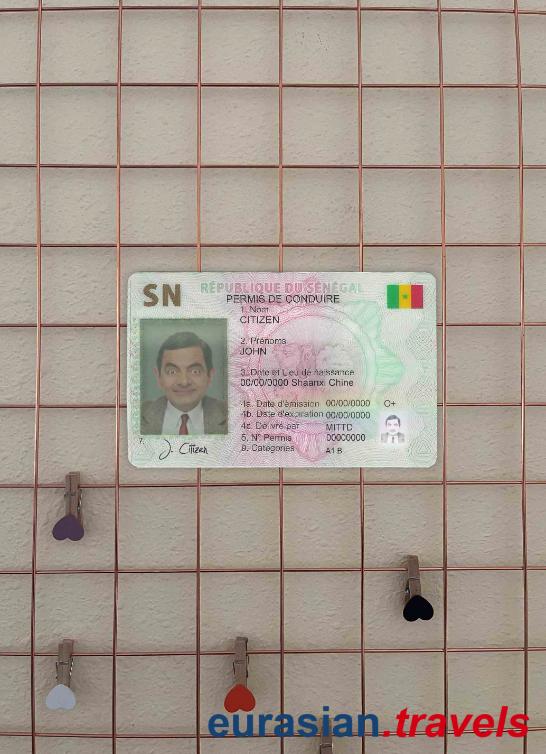 SN
RÉPUBLIQUE DU SÉNÉGAL
PERMIS DE CONDUIRE
1. Nom
CITIZEN
2. Prénoms
JOHN
3. Date et Lieu de naissance
00/00/0000 Shaanxi Chine
4a. Date d'émission 00/00/0000 O+
4b. Date d'expiration 00/00/0000
4c. Délivré par MITTD
5. N° Permis 00000000
9. Catégories A1 B
7. J. Citizen
eurasian.travels